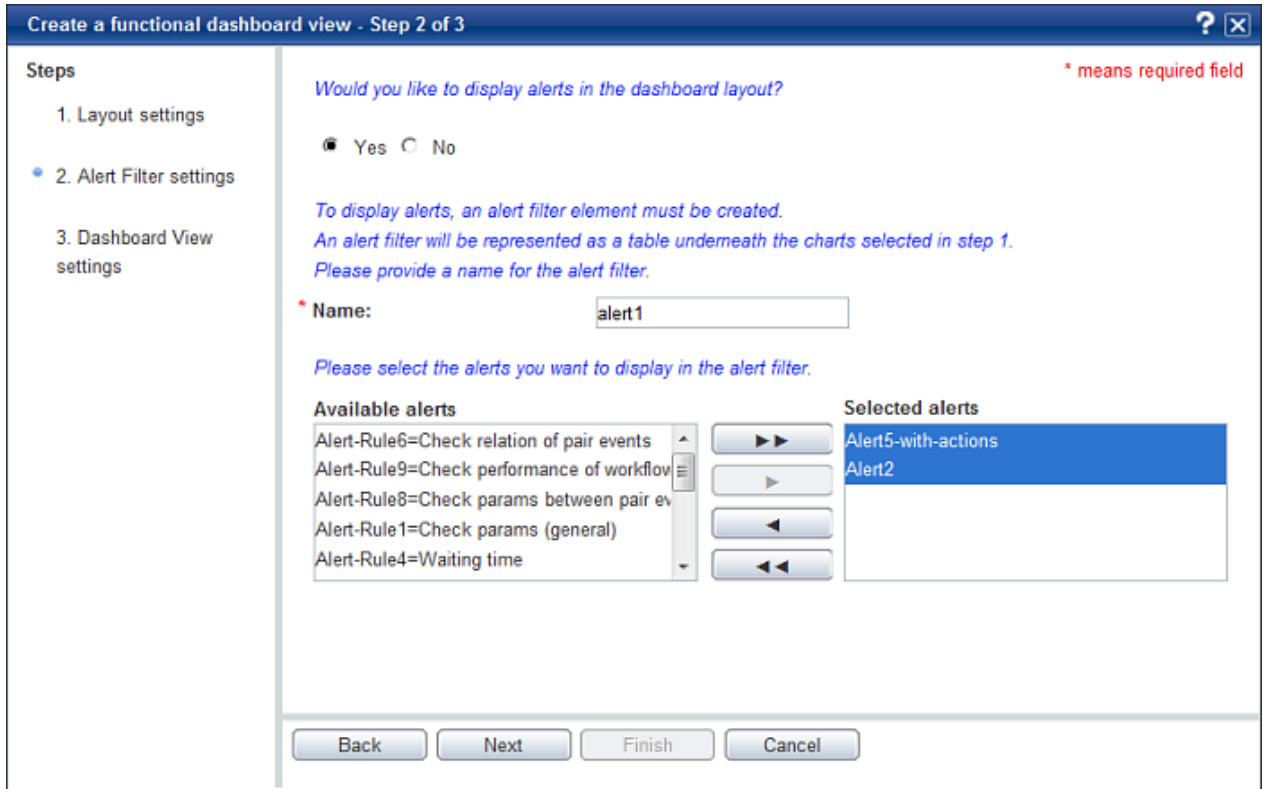 Create a functional dashboard view - Step 2 of 3
?
Steps
1. Layout settings
2. Alert Filter settings
3. Dashboard View
settings
* means required field
Would you like to display alerts in the dashboard layout?
Yes No
To display alerts, an alert filter element must be created.
An alert filter will be represented as a table underneath the charts selected in step 1.
Please provide a name for the alert filter.
* Name: alert1
Please select the alerts you want to display in the alert filter.
Available alerts
Alert-Rule6=Check relation of pair events
Alert-Rule9=Check performance of workflow
Alert-Rule8=Check params between pair ev
Alert-Rule1=Check params (general)
Alert-Rule4=Waiting time
Selected alerts
Alert5-with-actions
Alert2
Back Next Finish Cancel